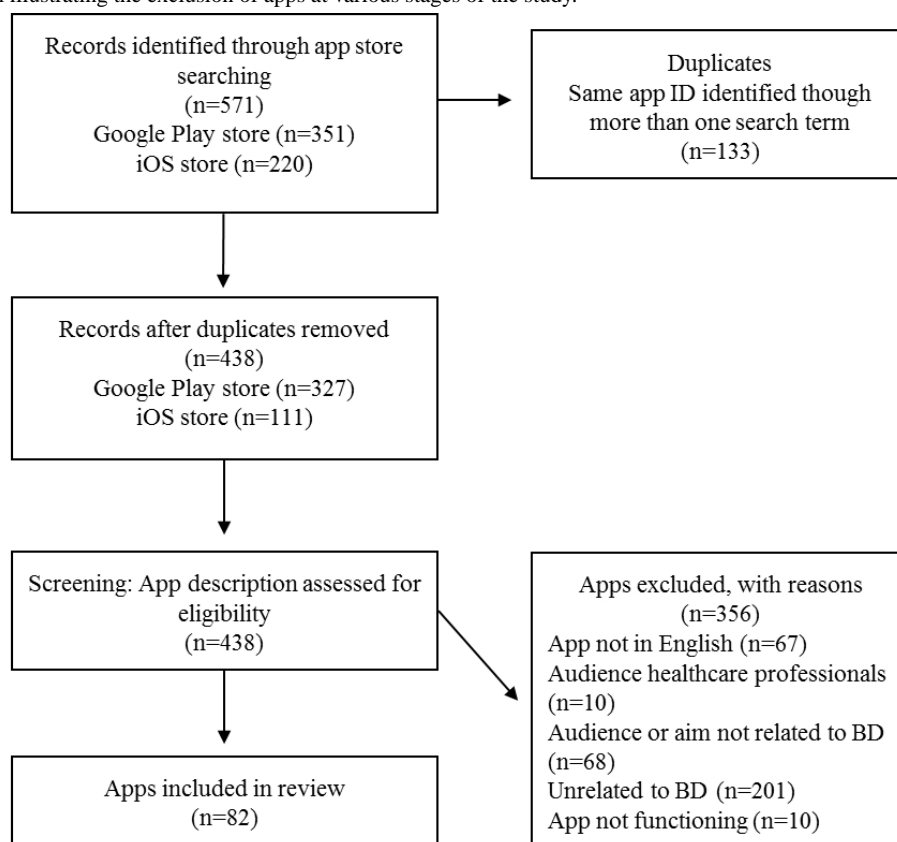 illustrating the exclusion of apps at various stages of the study.
Records identified through app store
searching
(n=571)
Google Play store (n=351)
iOS store (n=220)
Duplicates
Same app ID identified though
more than one search term
(n=133)
Records after duplicates removed
(n=438)
Google Play store (n=327)
iOS store (n=111)
Screening: App description assessed for
eligibility
(n=438)
Apps excluded, with reasons
(n=356)
App not in English (n=67)
Audience healthcare professionals
(n=10)
Audience or aim not related to BD
(n=68)
Unrelated to BD (n=201)
App not functioning (n=10)
Apps included in review
(n=82)